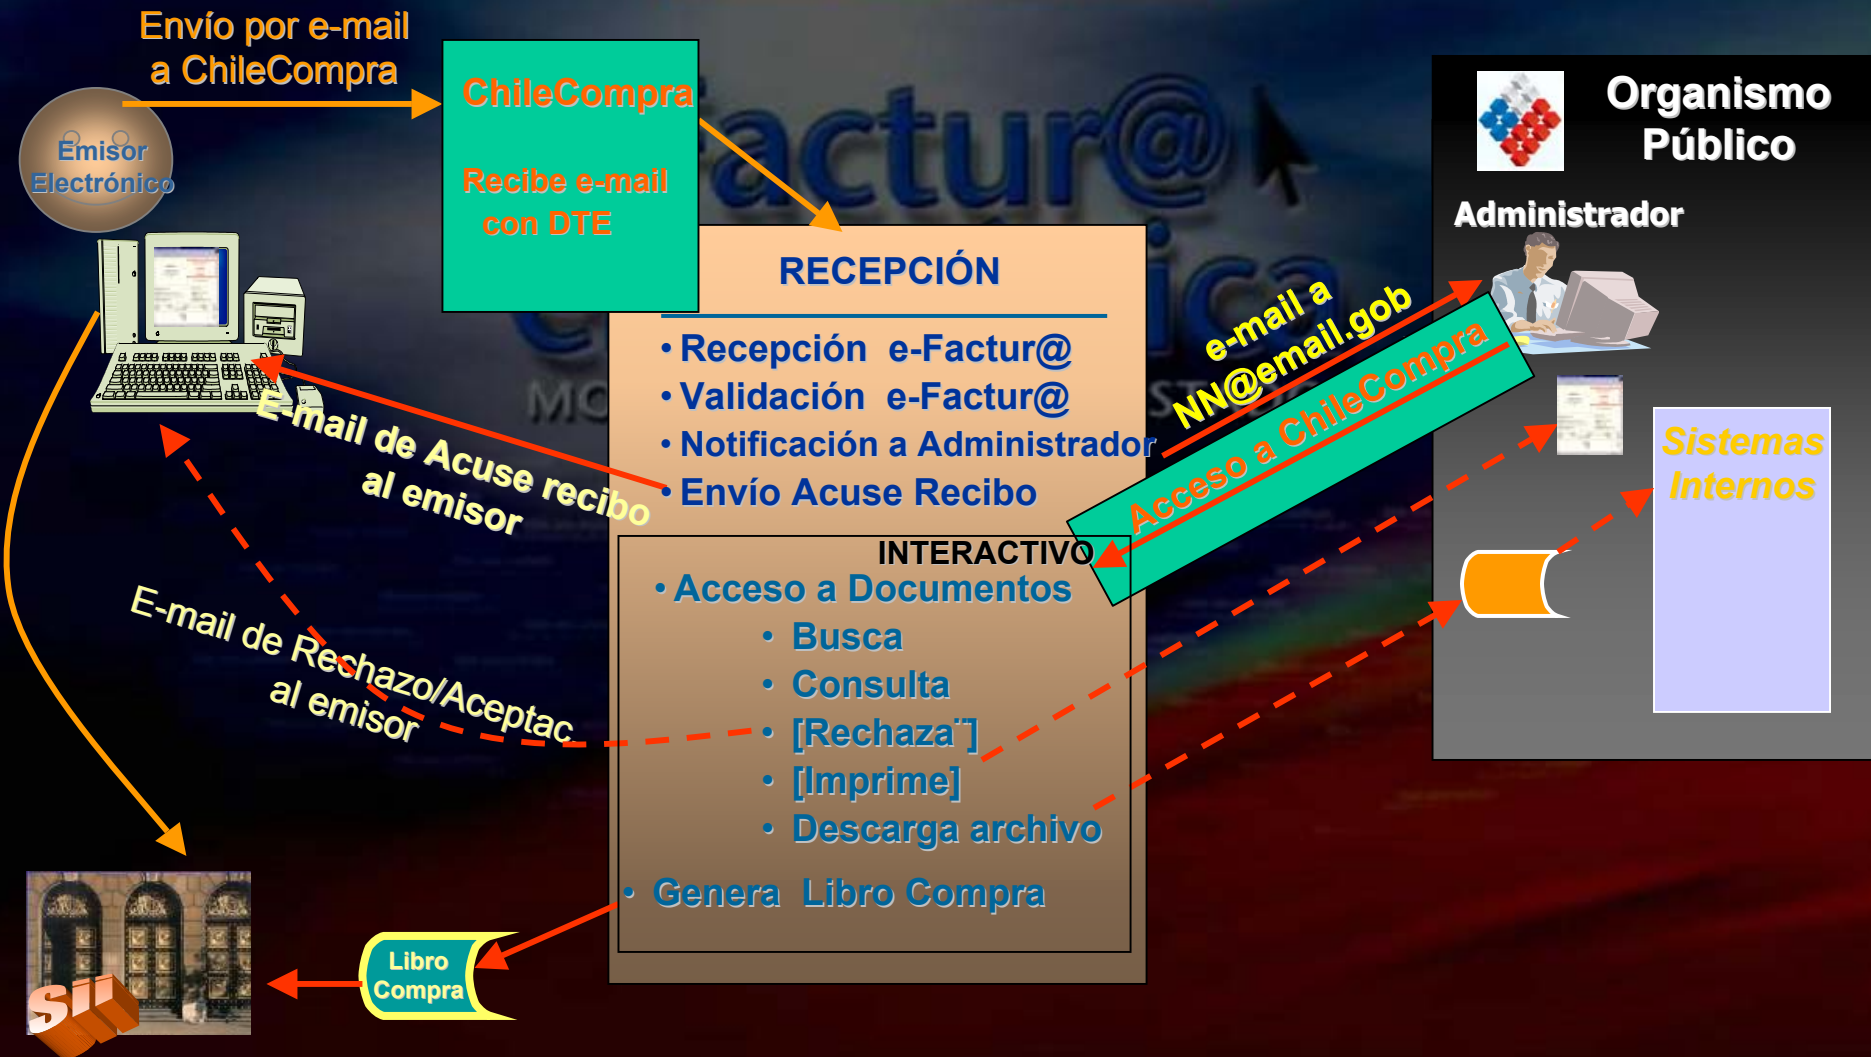 Envío por e-mail
a ChileCompra
Emisor
Electrónico
ChileCompra
Recibe e-mail
con DTE
Organismo
Público
Administrador
RECEPCIÓN
• Recepción e-Factur@
• Validación e-Factur@
• Notificación a Administrador
• Envío Acuse Recibo
e-mail a
NN@email.gob
Acceso a ChileCompra
Sistemas
Internos
E-mail de Acuse recibo
al emisor
INTERACTIVO
• Acceso a Documentos
• Busca
• Consulta
• [Rechaza¨]
• [Imprime]
• Descarga archivo
• Genera Libro Compra
E-mail de Rechazo/Aceptac.
al emisor
Libro
Compra
SII